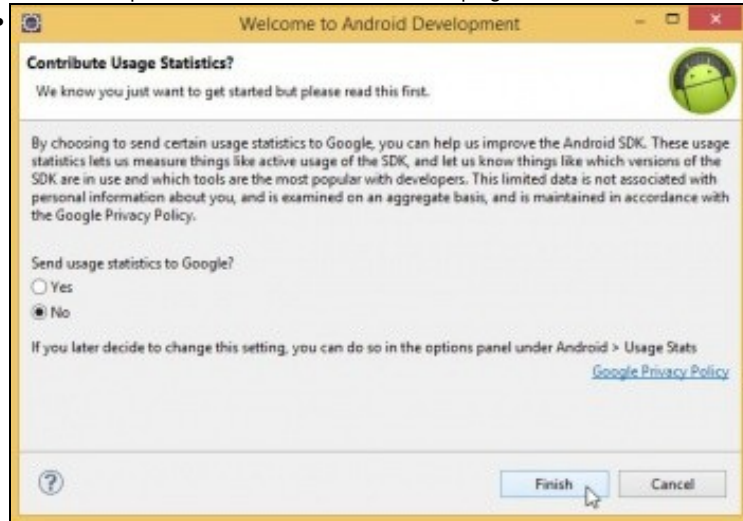 Welcome to Android Development
Contribute Usage Statistics?
We know you just want to get started but please read this first.
By choosing to send certain usage statistics to Google, you can help us improve the Android SDK. These usage
statistics lets us measure things like active usage of the SDK, and let us know things like which versions of the
SDK are in use and which tools are the most popular with developers. This limited data is not associated with
personal information about you, and is examined on an aggregate basis, and is maintained in accordance with
the Google Privacy Policy.
Send usage statistics to Google?
Yes
No
If you later decide to change this setting, you can do so in the options panel under Android > Usage Stats
Google Privacy Policy
? Finish Cancel